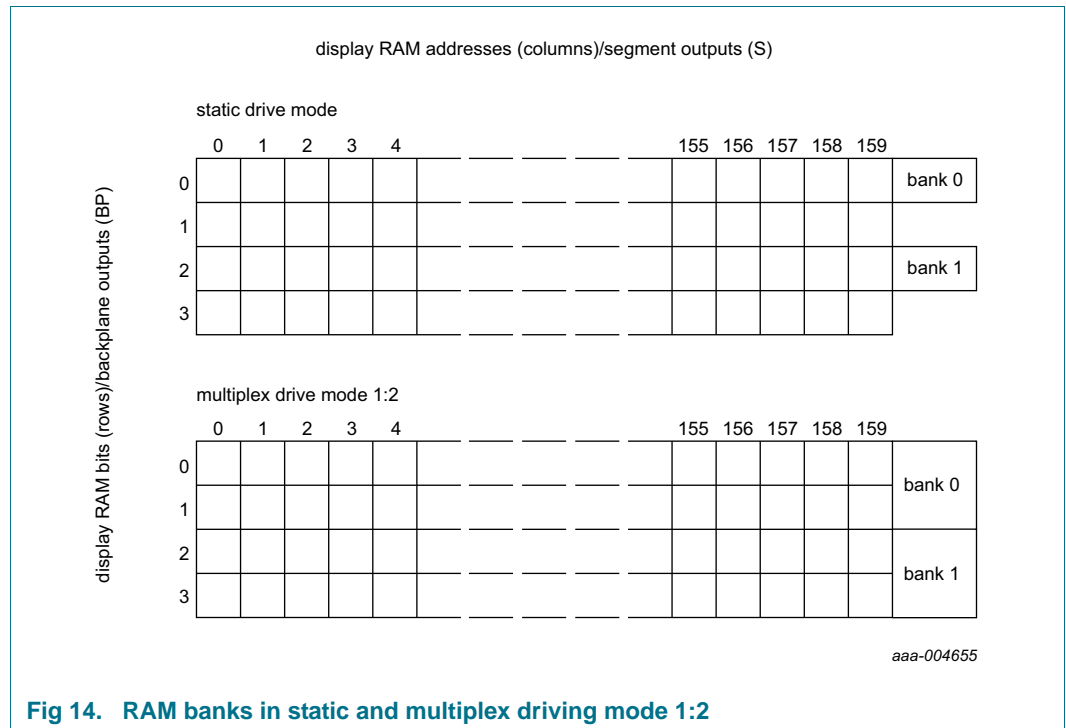 display RAM addresses (columns)/segment outputs (S)
display RAM bits (rows)/backplane outputs (BP)
static drive mode
0 1 2 3 4 155 156 157 158 159
0 bank 0
1
2 bank 1
3
multiplex drive mode 1:2
0 1 2 3 4 155 156 157 158 159
0
bank 0
1
2
bank 1
3
aaa-004655
Fig 14. RAM banks in static and multiplex driving mode 1:2